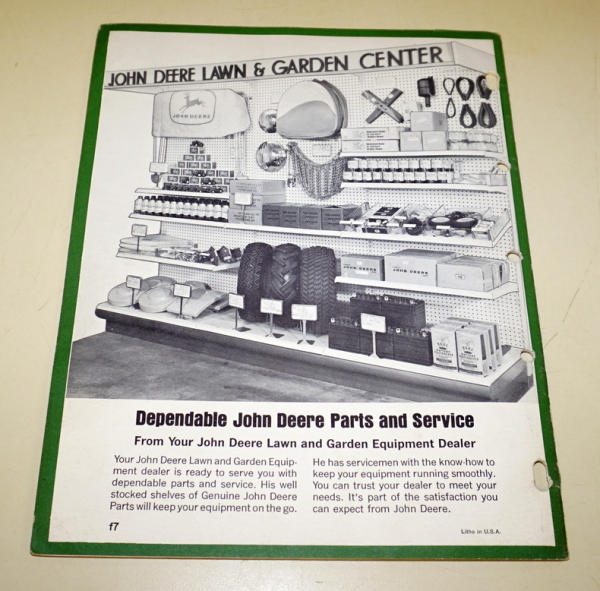 JOHN DEERE LAWN & GARDEN CENTER
JOHN DEERE
JOHN DEERE
Dependable John Deere Parts and Service
From Your John Deere Lawn and Garden Equipment Dealer
Your John Deere Lawn and Garden Equip-
ment dealer is ready to serve you with
dependable parts and service. His well
stocked shelves of Genuine John Deere
Parts will keep your equipment on the go.
He has servicemen with the know-how to
keep your equipment running smoothly.
You can trust your dealer to meet your
needs. It's part of the satisfaction you
can expect from John Deere.
f7
Litho in U.S.A.